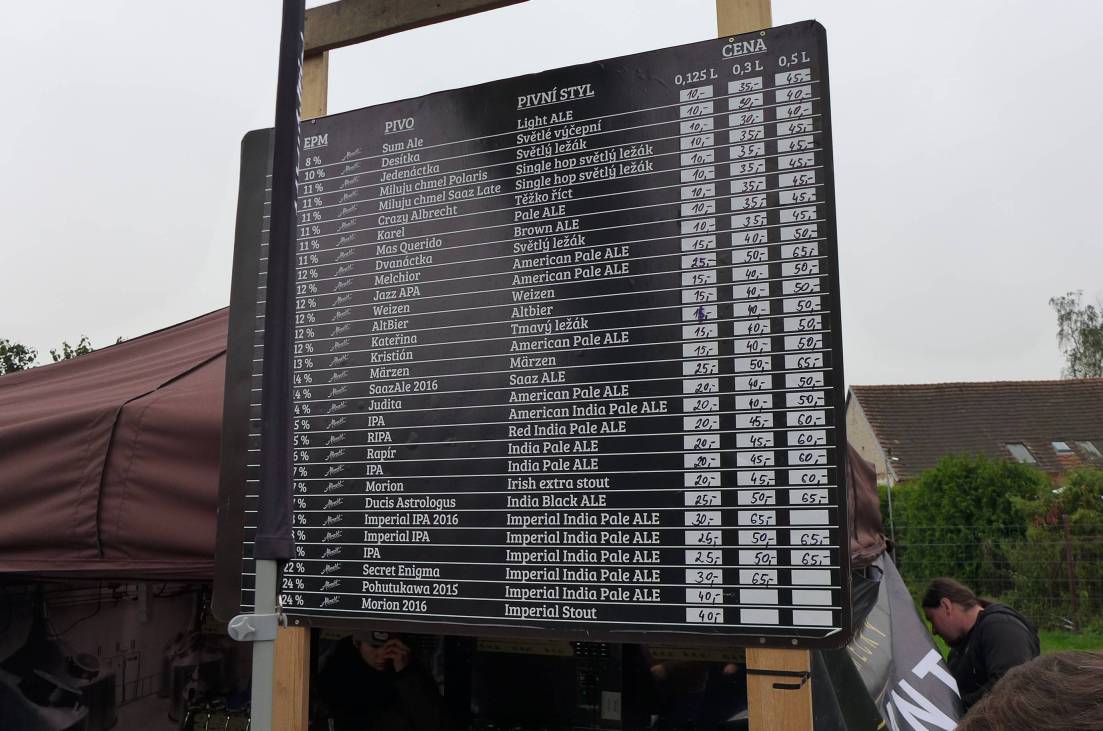 CENA
EPM PIVO PIVNÍ STYL 0,125 L 0,3 L 0,5 L
8 % Sum Ale Light ALE 10,- 35,- 45,-
10 % Desítka Světlé výčepní 10,- 30,- 40,-
11 % Jedenáctka Světlý ležák 10,- 30,- 40,-
11 % Miluju chmel Polaris Single hop světlý ležák 10,- 35,- 45,-
11 % Miluju chmel Saaz Late Single hop světlý ležák 10,- 35,- 45,-
11 % Crazy Albrecht Těžko říct 10,- 35,- 45,-
11 % Karel Pale ALE 10,- 35,- 45,-
11 % Mas Querido Brown ALE 10,- 35,- 45,-
12 % Dvanáctka Světlý ležák 10,- 35,- 45,-
12 % Melchior American Pale ALE 15,- 40,- 50,-
12 % Jazz APA American Pale ALE 25,- 50,- 65,-
12 % Weizen Weizen 15,- 40,- 50,-
12 % AltBier Altbier 15,- 40,- 50,-
12 % Kateřina Tmavý ležák 15,- 40,- 50,-
13 % Kristián American Pale ALE 15,- 40,- 50,-
14 % Märzen Märzen 15,- 40,- 50,-
14 % SaazAle 2016 Saaz ALE 25,- 50,- 65,-
4 % Judita American Pale ALE 20,- 40,- 50,-
5 % IPA American India Pale ALE 20,- 40,- 50,-
5 % RIPA Red India Pale ALE 20,- 45,- 60,-
5 % Rapír India Pale ALE 20,- 45,- 60,-
7 % IPA India Pale ALE 20,- 45,- 60,-
7 % Morion Irish extra stout 20,- 45,- 60,-
7 % Ducis Astrologus India Black ALE 25,- 50,- 65,-
% Imperial IPA 2016 Imperial India Pale ALE 30,- 65,-
% Imperial IPA Imperial India Pale ALE 25,- 50,- 65,-
% IPA Imperial India Pale ALE 25,- 50,- 65,-
22 % Secret Enigma Imperial India Pale ALE 30,- 65,-
24 % Pohutukawa 2015 Imperial India Pale ALE 40,-
24 % Morion 2016 Imperial Stout 40,-